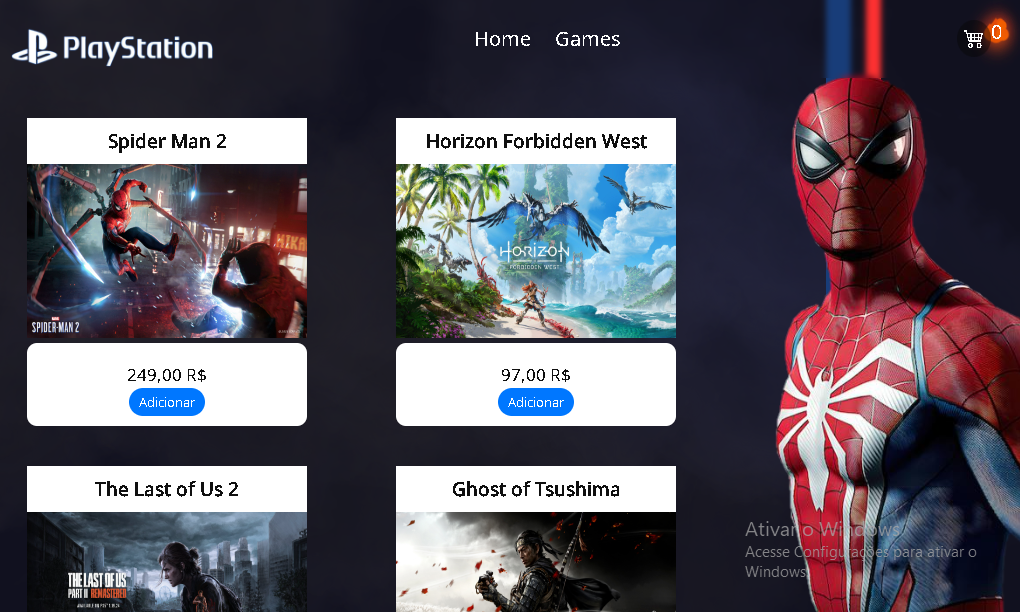 PlayStation
Home Games
0
Spider Man 2
Horizon Forbidden West
MARVEL
SPIDER-MAN 2
HORIZON
FORBIDDEN WEST
249,00 R$
97,00 R$
Adicionar
Adicionar
The Last of Us 2
Ghost of Tsushima
THE LAST OF US
PART II REMASTERED
Ativar o Windows
Acesse Configurações para ativar o
Windows.